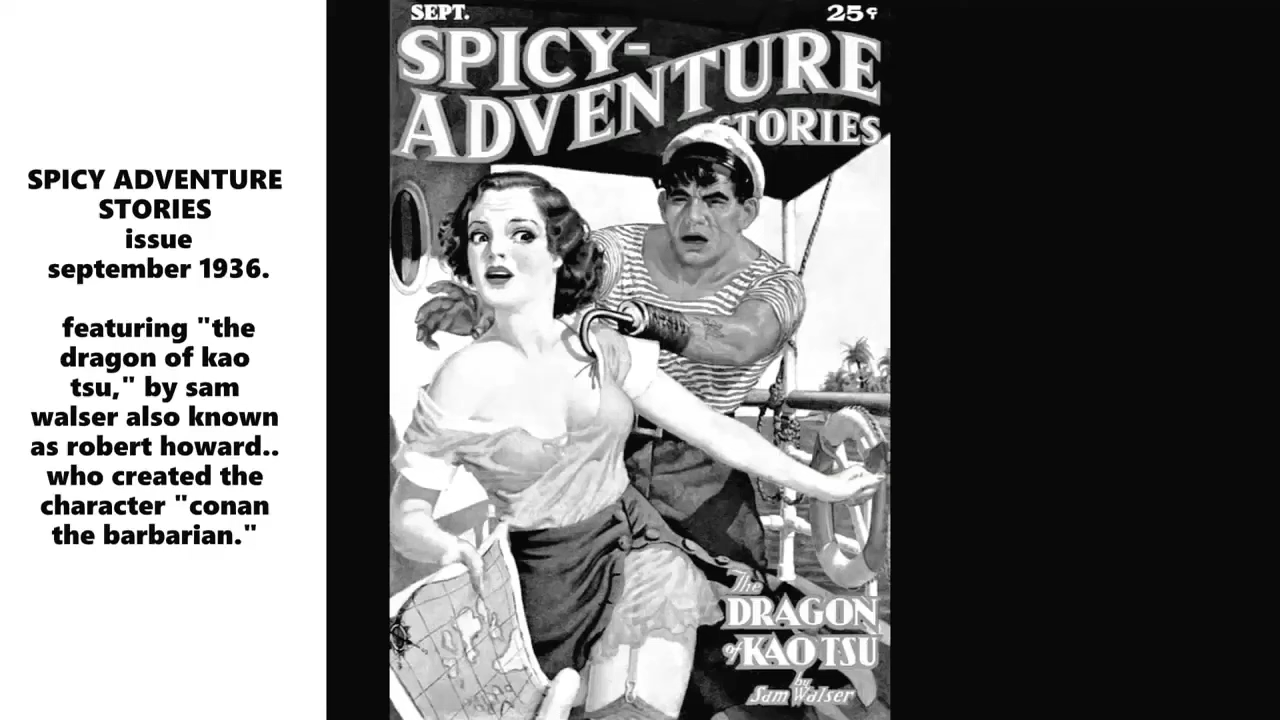 SPICY ADVENTURE
STORIES
issue
september 1936.
featuring "the
dragon of kao
tsu," by sam
walser also known
as robert howard..
who created the
character "conan
the barbarian."
SEPT. 25¢
SPICY-
ADVENTURE
STORIES
The
DRAGON
of KAO TSU
by
Sam Walser